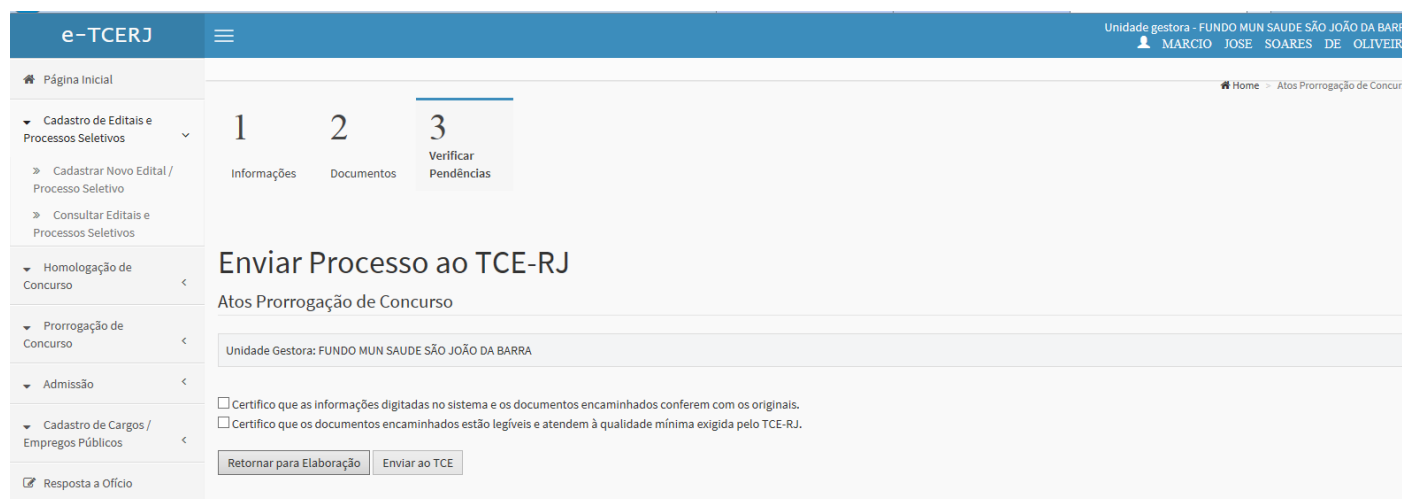 e-TCERJ
Unidade gestora - FUNDO MUN SAUDE SÃO JOÃO DA BARR
MARCIO JOSE SOARES DE OLIVEIR
Página Inicial
Cadastro de Editais e
Processos Seletivos
» Cadastrar Novo Edital /
Processo Seletivo
» Consultar Editais e
Processos Seletivos
Homologação de
Concurso
Prorrogação de
Concurso
Admissão
Cadastro de Cargos /
Empregos Públicos
Resposta a Ofício
Home > Atos Prorrogação de Concur
1
Informações
2
Documentos
3
Verificar
Pendências
Enviar Processo ao TCE-RJ
Atos Prorrogação de Concurso
Unidade Gestora: FUNDO MUN SAUDE SÃO JOÃO DA BARRA
Certifico que as informações digitadas no sistema e os documentos encaminhados conferem com os originais.
Certifico que os documentos encaminhados estão legíveis e atendem à qualidade mínima exigida pelo TCE-RJ.
Retornar para Elaboração
Enviar ao TCE